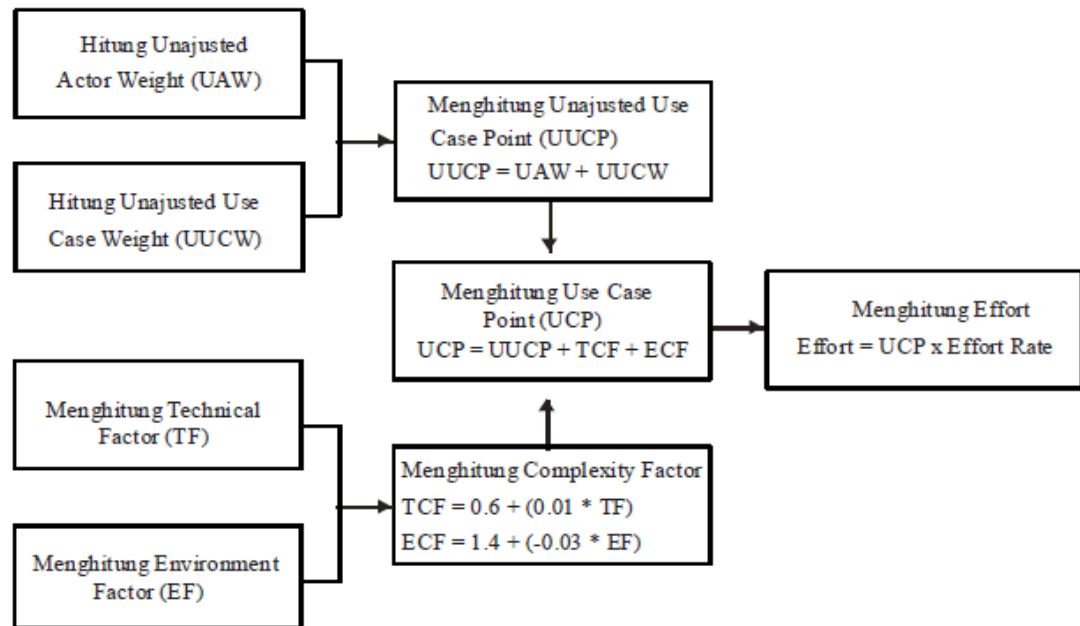 Hitung Unajusted
Actor Weight (UAW)
Hitung Unajusted Use
Case Weight (UUCW)
Menghitung Unajusted Use
Case Point (UUCP)
UUCP = UAW + UUCW
Menghitung Use Case
Point (UCP)
UCP = UUCP + TCF + ECF
Menghitung Effort
Effort = UCP x Effort Rate
Menghitung Technical
Factor (TF)
Menghitung Environment
Factor (EF)
Menghitung Complexity Factor
TCF = 0.6 + (0.01 * TF)
ECF = 1.4 + (-0.03 * EF)